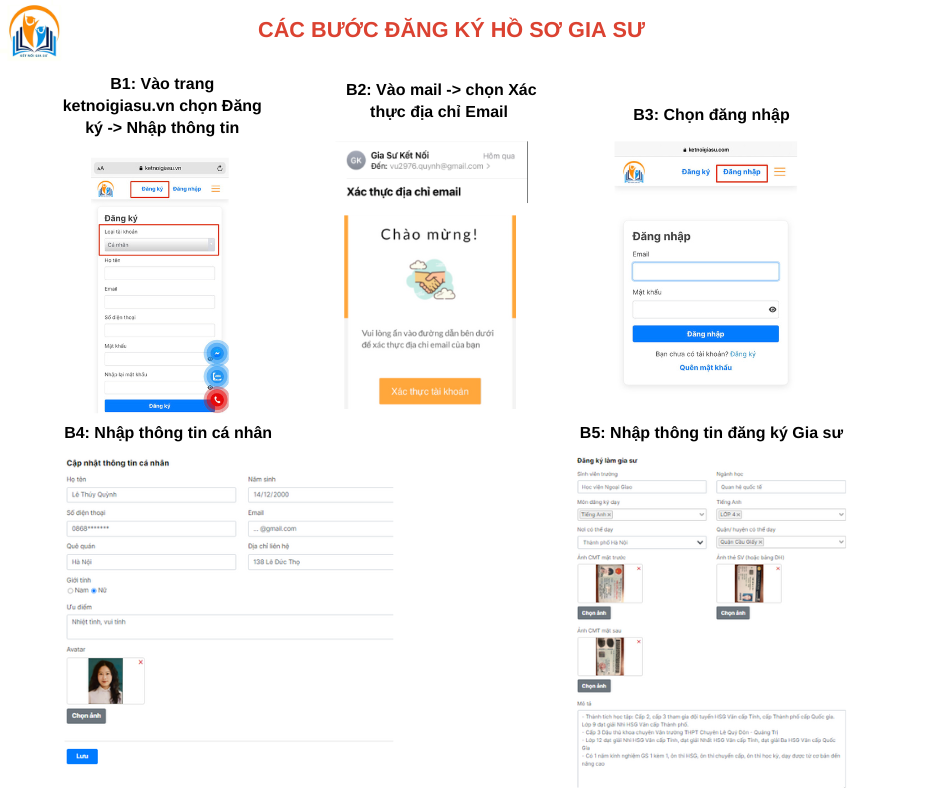 KẾT NỐI GIA SƯ
CÁC BƯỚC ĐĂNG KÝ HỒ SƠ GIA SƯ
B1: Vào trang
ketnoigiasu.vn chọn Đăng
ký -> Nhập thông tin
AA
ketnoigiasu.vn
Đăng ký Đăng nhập
Đăng ký
Loại tài khoản
Cá nhân
Họ tên
Email
Số điện thoại
Mật khẩu
Nhập lại mật khẩu
Đăng ký
B2: Vào mail -> chọn Xác
thực địa chỉ Email
GK
Gia Sư Kết Nối
Hôm qua
Đến: vu2976.quynh@gmail.com >
Xác thực địa chỉ email
Chào mừng!
Vui lòng ấn vào đường dẫn bên dưới
để xác thực địa chỉ email của bạn
Xác thực tài khoản
B3: Chọn đăng nhập
ketnoigiasu.com
Đăng ký Đăng nhập
Đăng nhập
Email
Mật khẩu
Đăng nhập
Bạn chưa có tài khoản? Đăng ký
Quên mật khẩu
B4: Nhập thông tin cá nhân
Cập nhật thông tin cá nhân
Họ tên
Năm sinh
Lê Thúy Quỳnh
14/12/2000
Số điện thoại
Email
0868*******
... @gmail.com
Quê quán
Địa chỉ liên hệ
Hà Nội
138 Lê Đức Thọ
Giới tính
Nam Nữ
Ưu điểm
Nhiệt tình, vui tính
Avatar
Chọn ảnh
Lưu
B5: Nhập thông tin đăng ký Gia sư
Đăng ký làm gia sư
Sinh viên trường
Ngành học
Học viện Ngoại Giao
Quan hệ quốc tế
Môn đăng ký dạy
Tiếng Anh
Tiếng Anh ×
LỚP 4 ×
Nơi có thể dạy
Quận/ huyện có thể dạy
Thành phố Hà Nội
Quận Cầu Giấy ×
Ảnh CMT mặt trước
Ảnh thẻ SV (hoặc bằng ĐH)
Chọn ảnh
Chọn ảnh
Ảnh CMT mặt sau
Chọn ảnh
Mô tả
- Thành tích học tập: Cấp 2, cấp 3 tham gia đội tuyển HSG Văn cấp Tỉnh, cấp Thành phố cấp Quốc gia.
Lớp 9 đạt giải Nhì HSG Văn cấp Thành phố.
- Cấp 3 Đậu thủ khoa chuyên Văn trường THPT Chuyên Lê Quý Đôn - Quảng Trị
- Lớp 12 đạt giải Nhì HSG Văn cấp Tỉnh, đạt giải Nhất HSG Văn cấp Tỉnh, đạt giải Ba HSG Văn cấp Quốc
Gia
- Có 1 năm kinh nghiệm GS 1 kèm 1, ôn thi HSG, ôn thi chuyển cấp, ôn thi học kỳ, dạy được từ cơ bản đến
nâng cao